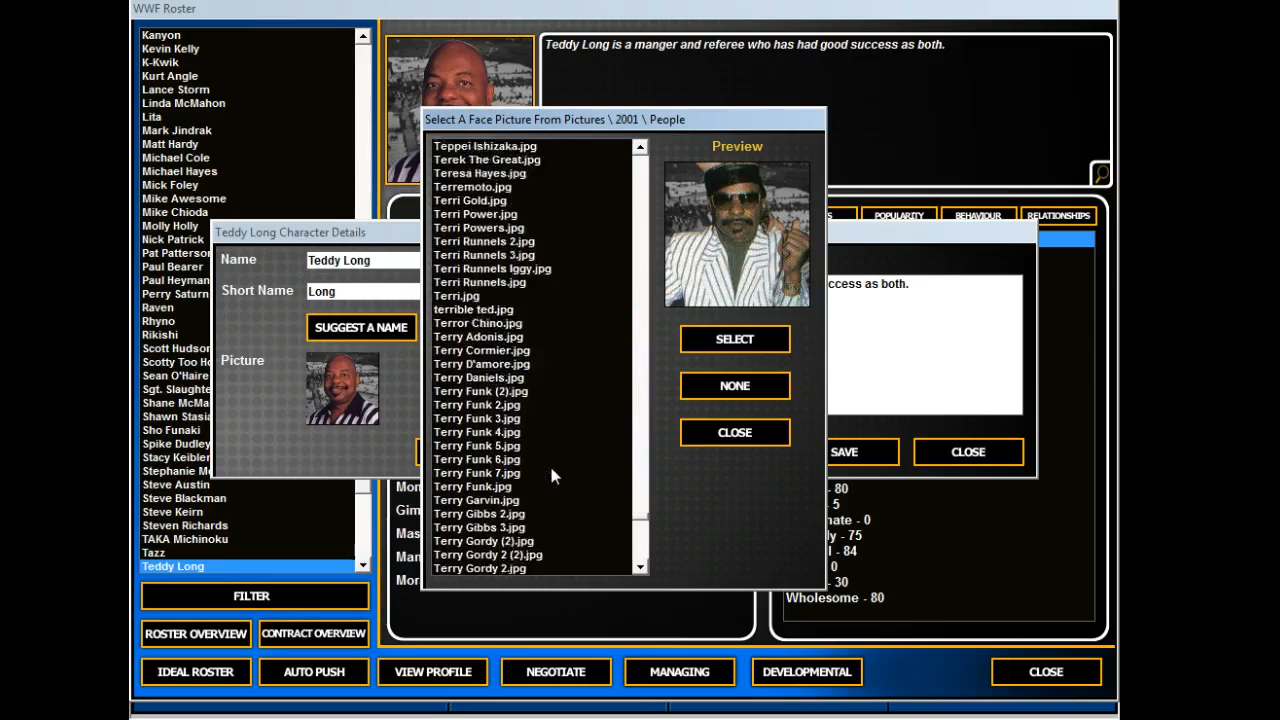 WWF Roster
Kanyon
Kevin Kelly
K-Kwik
Kurt Angle
Lance Storm
Linda McMahon
Lita
Mark Jindrak
Matt Hardy
Michael Cole
Michael Hayes
Mick Foley
Mike Awesome
Mike Chioda
Molly Holly
Nick Patrick
Pat Patterson
Paul Bearer
Paul Heyman
Perry Saturn
Raven
Rhyno
Rikishi
Scott Hudson
Scotty Too Ho
Sean O'Haire
Sgt. Slaughte
Shane McMa
Shawn Stasia
Sho Funaki
Spike Dudley
Stacy Keibler
Stephanie Mc
Steve Austin
Steve Blackman
Steve Keirn
Steven Richards
TAKA Michinoku
Tazz
Teddy Long
FILTER
ROSTER OVERVIEW
CONTRACT OVERVIEW
IDEAL ROSTER
AUTO PUSH
VIEW PROFILE
NEGOTIATE
MANAGING
DEVELOPMENTAL
CLOSE
Teddy Long is a manger and referee who has had good success as both.
S
POPULARITY
BEHAVIOUR
RELATIONSHIPS
Teddy Long Character Details
Name
Teddy Long
Short Name
Long
SUGGEST A NAME
Picture
Select A Face Picture From Pictures \ 2001 \ People
Teppei Ishizaka.jpg
Terek The Great.jpg
Teresa Hayes.jpg
Terremoto.jpg
Terri Gold.jpg
Terri Power.jpg
Terri Powers.jpg
Terri Runnels 2.jpg
Terri Runnels 3.jpg
Terri Runnels Iggy.jpg
Terri Runnels.jpg
Terri.jpg
terrible ted.jpg
Terror Chino.jpg
Terry Adonis.jpg
Terry Cormier.jpg
Terry D'amore.jpg
Terry Daniels.jpg
Terry Funk (2).jpg
Terry Funk 2.jpg
Terry Funk 3.jpg
Terry Funk 4.jpg
Terry Funk 5.jpg
Terry Funk 6.jpg
Terry Funk 7.jpg
Terry Funk.jpg
Terry Garvin.jpg
Terry Gibbs 2.jpg
Terry Gibbs 3.jpg
Terry Gordy (2).jpg
Terry Gordy 2 (2).jpg
Terry Gordy 2.jpg
Preview
SELECT
NONE
CLOSE
ccess as both.
SAVE
CLOSE
Mon
Gim
Mas
Man
Mor
- 80
- 5
nate - 0
ly - 75
l - 84
0
- 30
Wholesome - 80